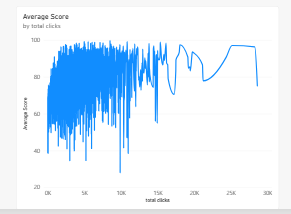 Average Score
by total clicks
100
80
60
40
20
Average Score
0K 5K 10K 15K 20K 25K 30K
total clicks